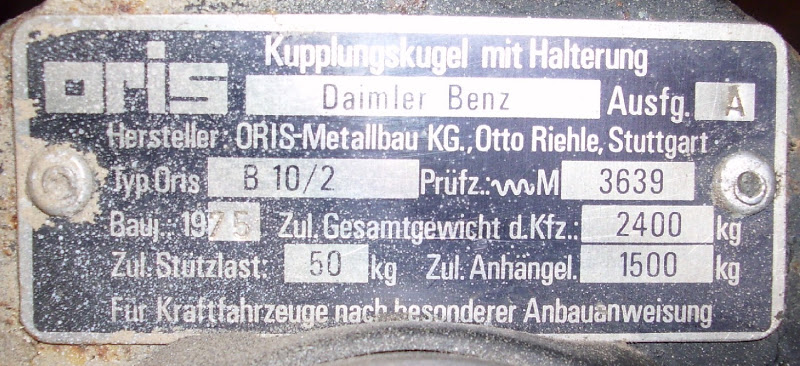 Kupplungskugel mit Halterung
oris Daimler Benz Ausfg. A
Hersteller: ORIS-Metallbau KG., Otto Riehle, Stuttgart
Typ Oris B 10/2 Prüfz.: M 3639
Bauj.: 1975 Zul. Gesamtgewicht d. Kfz.: 2400 kg
Zul. Stützlast: 50 kg Zul. Anhängel. 1500 kg
Für Kraftfahrzeuge nach besonderer Anbauanweisung